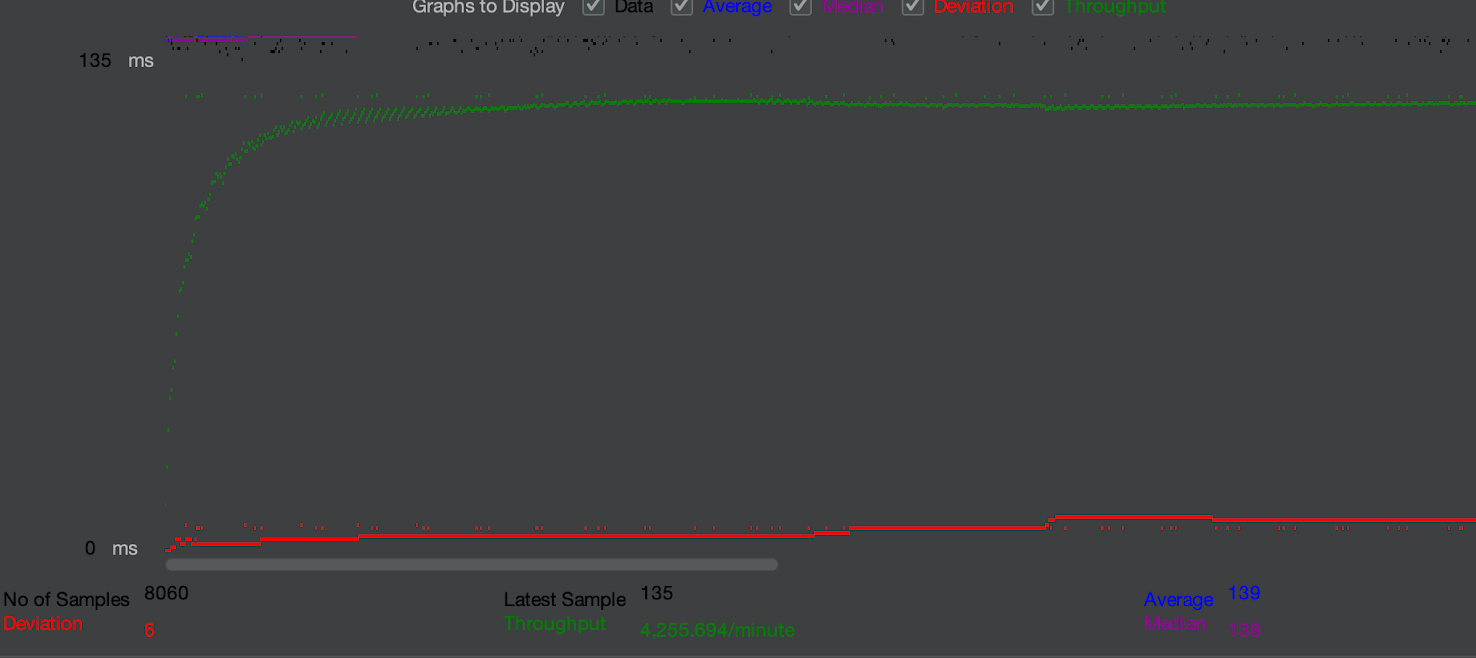 Graphs to Display Data Average Median Deviation Throughput
135 ms
0 ms
No of Samples 8060 Latest Sample 135 Average 139
Deviation 6 Throughput 4,255.694/minute Median 138